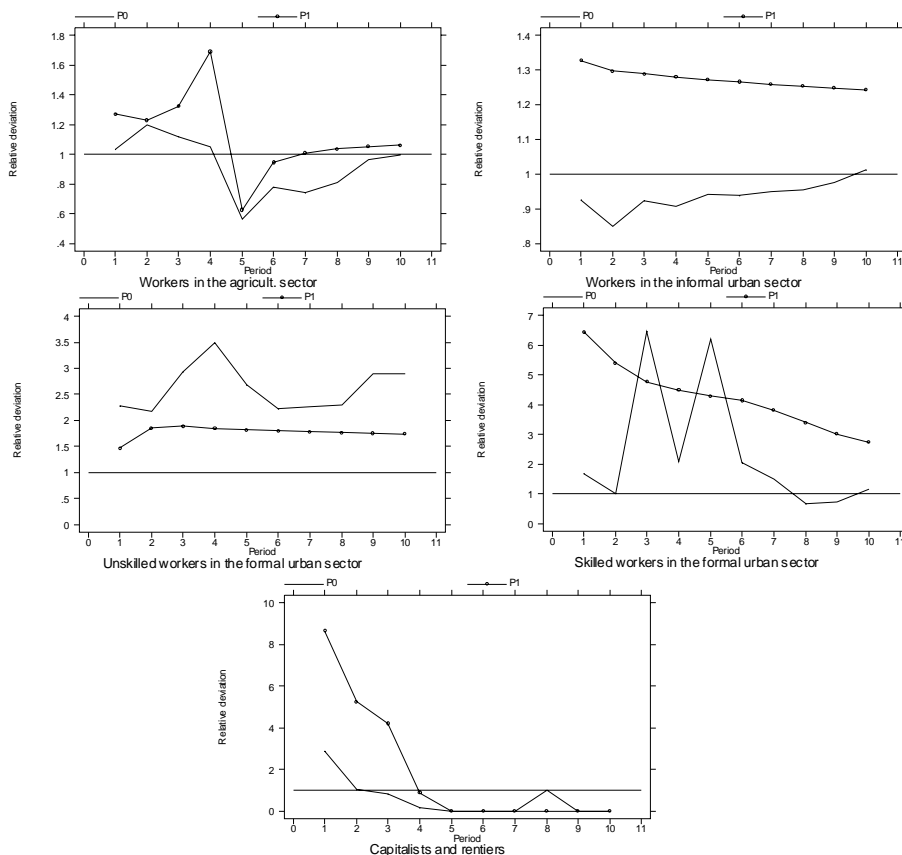 P0 P1
Relative deviation
1.8
1.6
1.4
1.2
1
.8
.6
.4
0 1 2 3 4 5 6 7 8 9 10 11
Period
Workers in the agricult. sector
P0 P1
Relative deviation
1.4
1.3
1.2
1.1
1
.9
.8
0 1 2 3 4 5 6 7 8 9 10 11
Period
Workers in the informal urban sector
P0 P1
Relative deviation
4
3.5
3
2.5
2
1.5
1
.5
0
0 1 2 3 4 5 6 7 8 9 10 11
Period
Unskilled workers in the formal urban sector
P0 P1
Relative deviation
7
6
5
4
3
2
1
0
0 1 2 3 4 5 6 7 8 9 10 11
Period
Skilled workers in the formal urban sector
P0 P1
Relative deviation
10
8
6
4
2
0
0 1 2 3 4 5 6 7 8 9 10 11
Period
Capitalists and rentiers